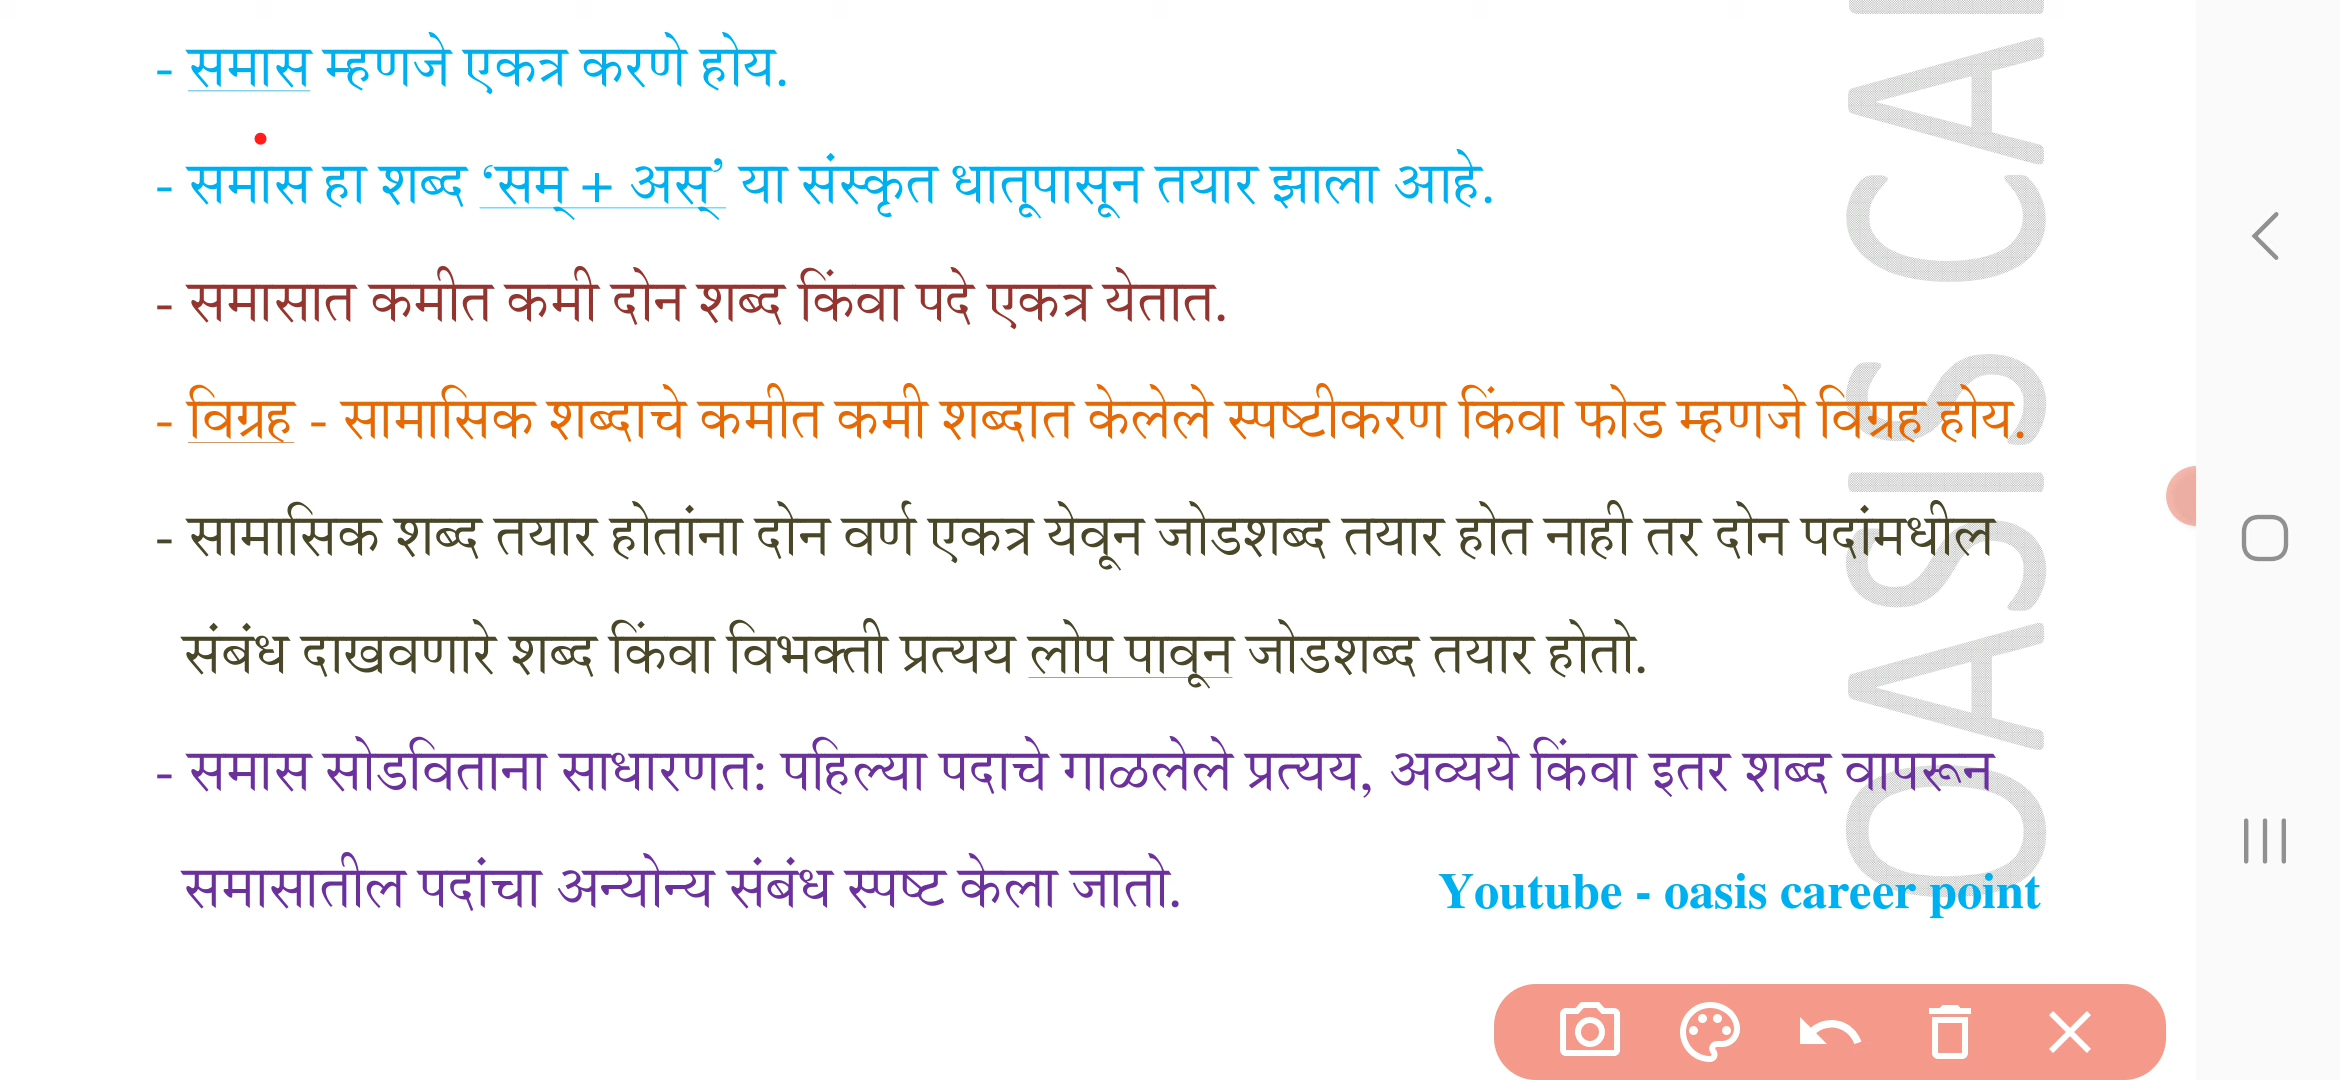 - समास म्हणजे एकत्र करणे होय.
- समास हा शब्द ‘सम् + अस्’ या संस्कृत धातूपासून तयार झाला आहे.
- समासात कमीत कमी दोन शब्द किंवा पदे एकत्र येतात.
- विग्रह - सामासिक शब्दाचे कमीत कमी शब्दात केलेले स्पष्टीकरण किंवा फोड म्हणजे विग्रह होय.
- सामासिक शब्द तयार होतांना दोन वर्ण एकत्र येवून जोडशब्द तयार होत नाही तर दोन पदांमधील
संबंध दाखवणारे शब्द किंवा विभक्ती प्रत्यय लोप पावून जोडशब्द तयार होतो.
- समास सोडविताना साधारणत: पहिल्या पदाचे गाळलेले प्रत्यय, अव्यये किंवा इतर शब्द वापरून
समासातील पदांचा अन्योन्य संबंध स्पष्ट केला जातो.
Youtube - oasis career point
OASIS CA